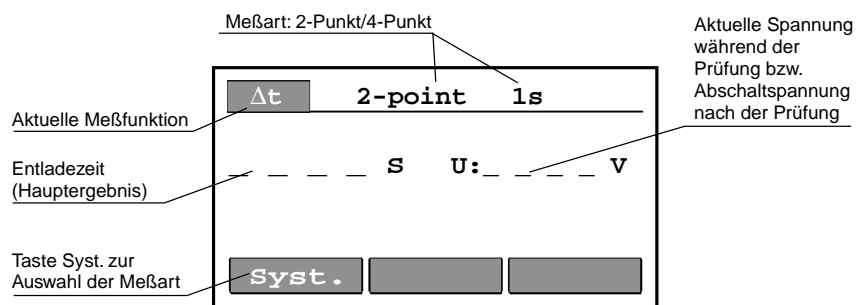 Meßart: 2-Punkt/4-Punkt
Aktuelle Spannung
während der
Prüfung bzw.
Abschaltspannung
nach der Prüfung
Δt 2-point 1s
Aktuelle Meßfunktion
Entladezeit
(Hauptergebnis)
_ _ _ _ S U:_ _ _ _ V
Taste Syst. zur
Auswahl der Meßart
Syst.